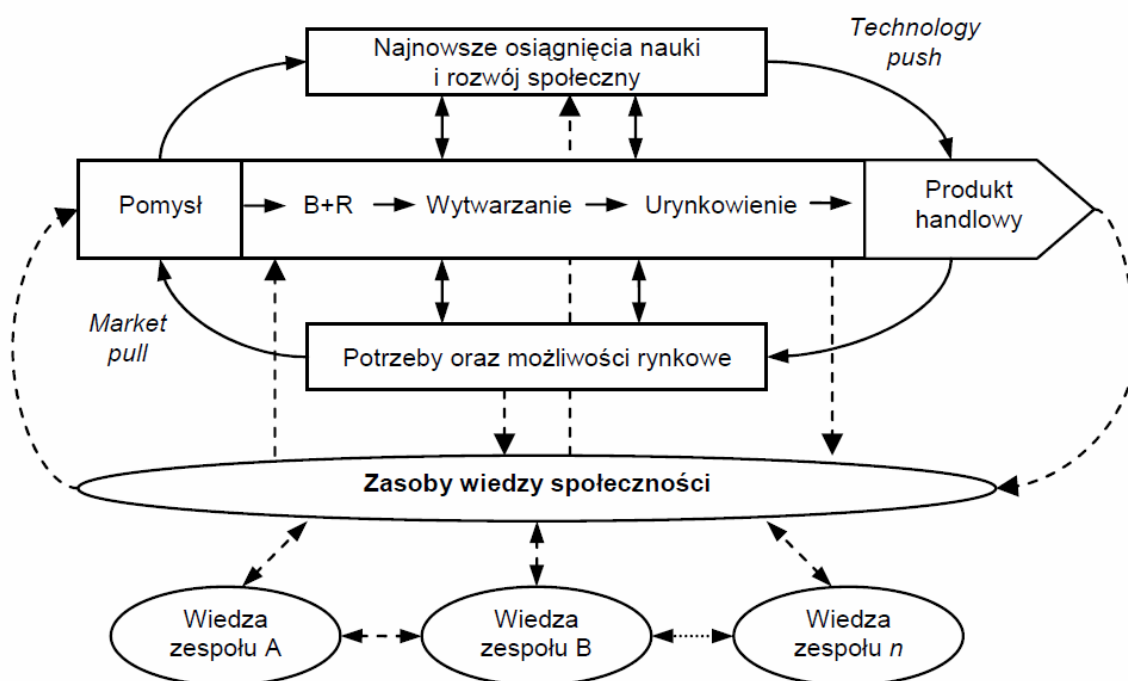 Najnowsze osiągnięcia nauki
i rozwój społeczny
Technology
push
Pomysł
B+R
Wytwarzanie
Urynkowienie
Produkt
handlowy
Market
pull
Potrzeby oraz możliwości rynkowe
Zasoby wiedzy społeczności
Wiedza
zespołu A
Wiedza
zespołu B
Wiedza
zespołu n